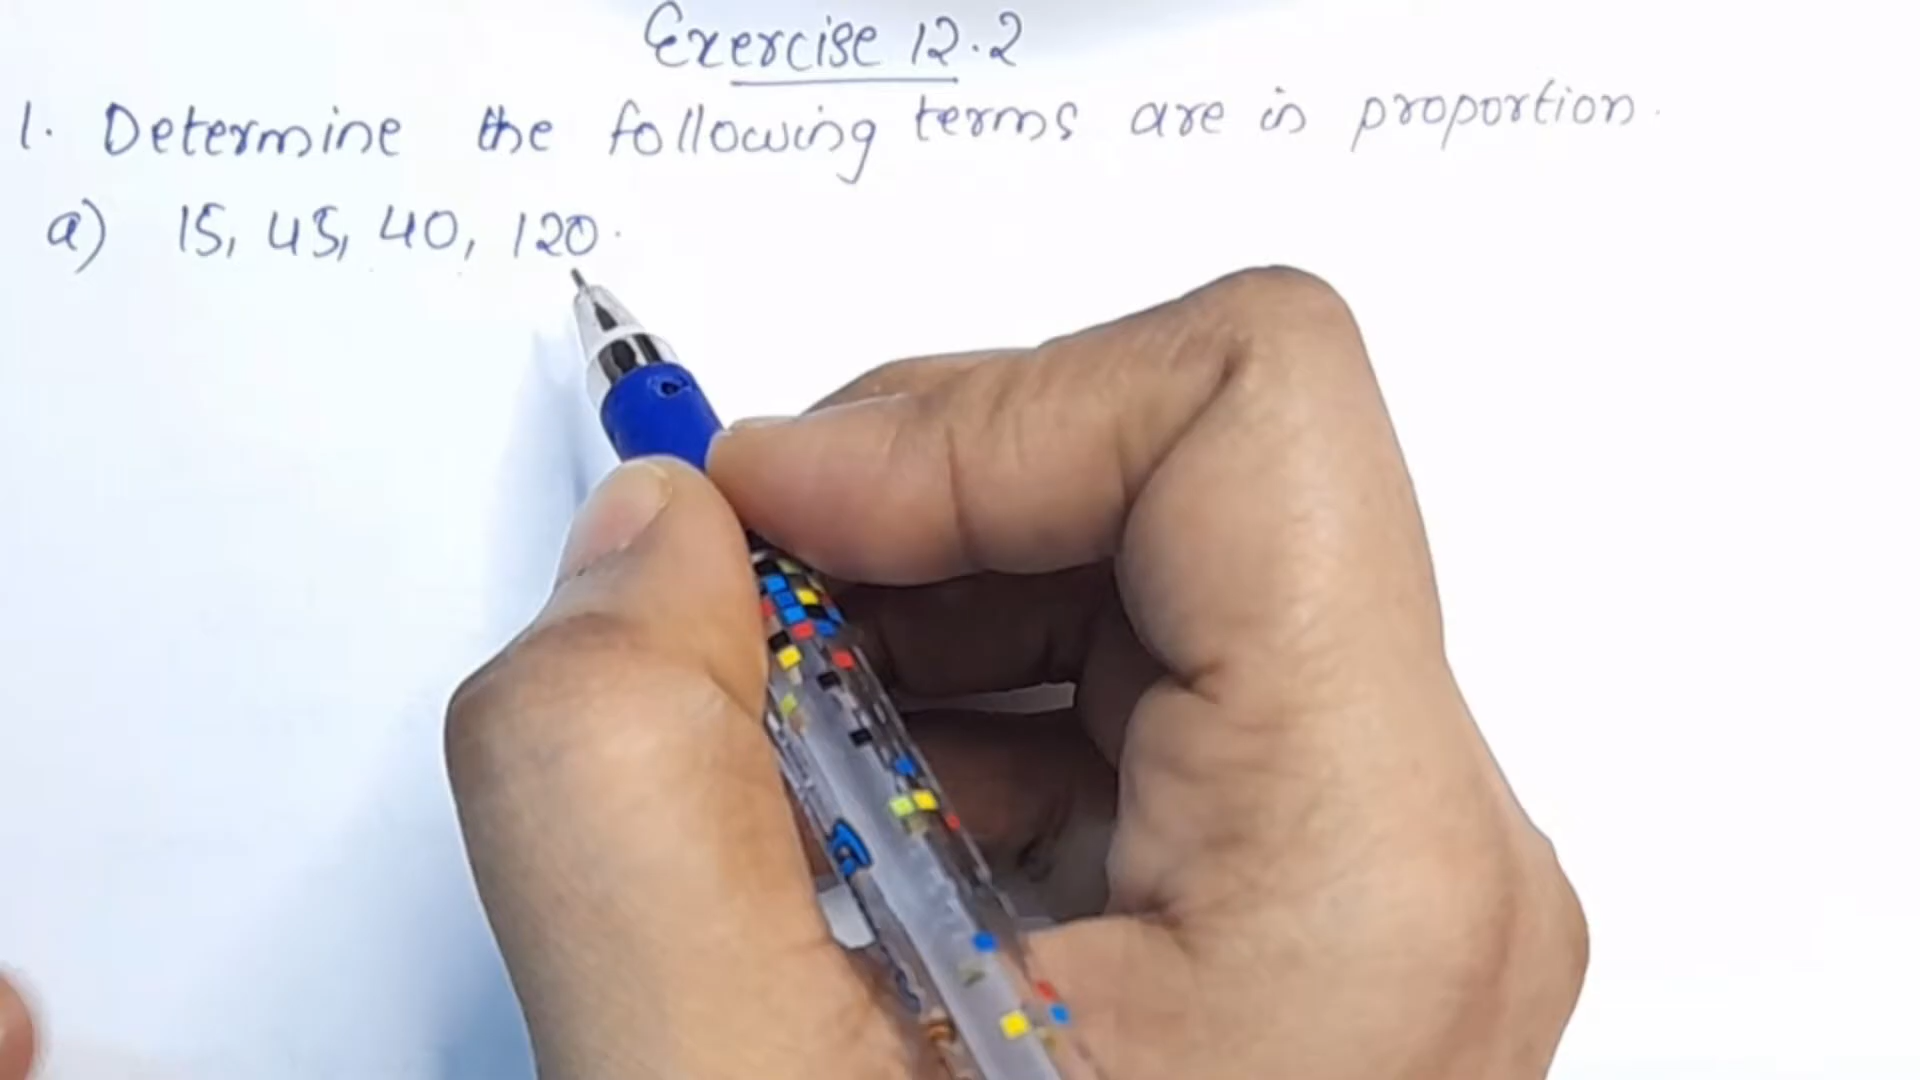 Exercise 12.2
1. Determine the following terms are in proportion.
a) 15, 45, 40, 120.